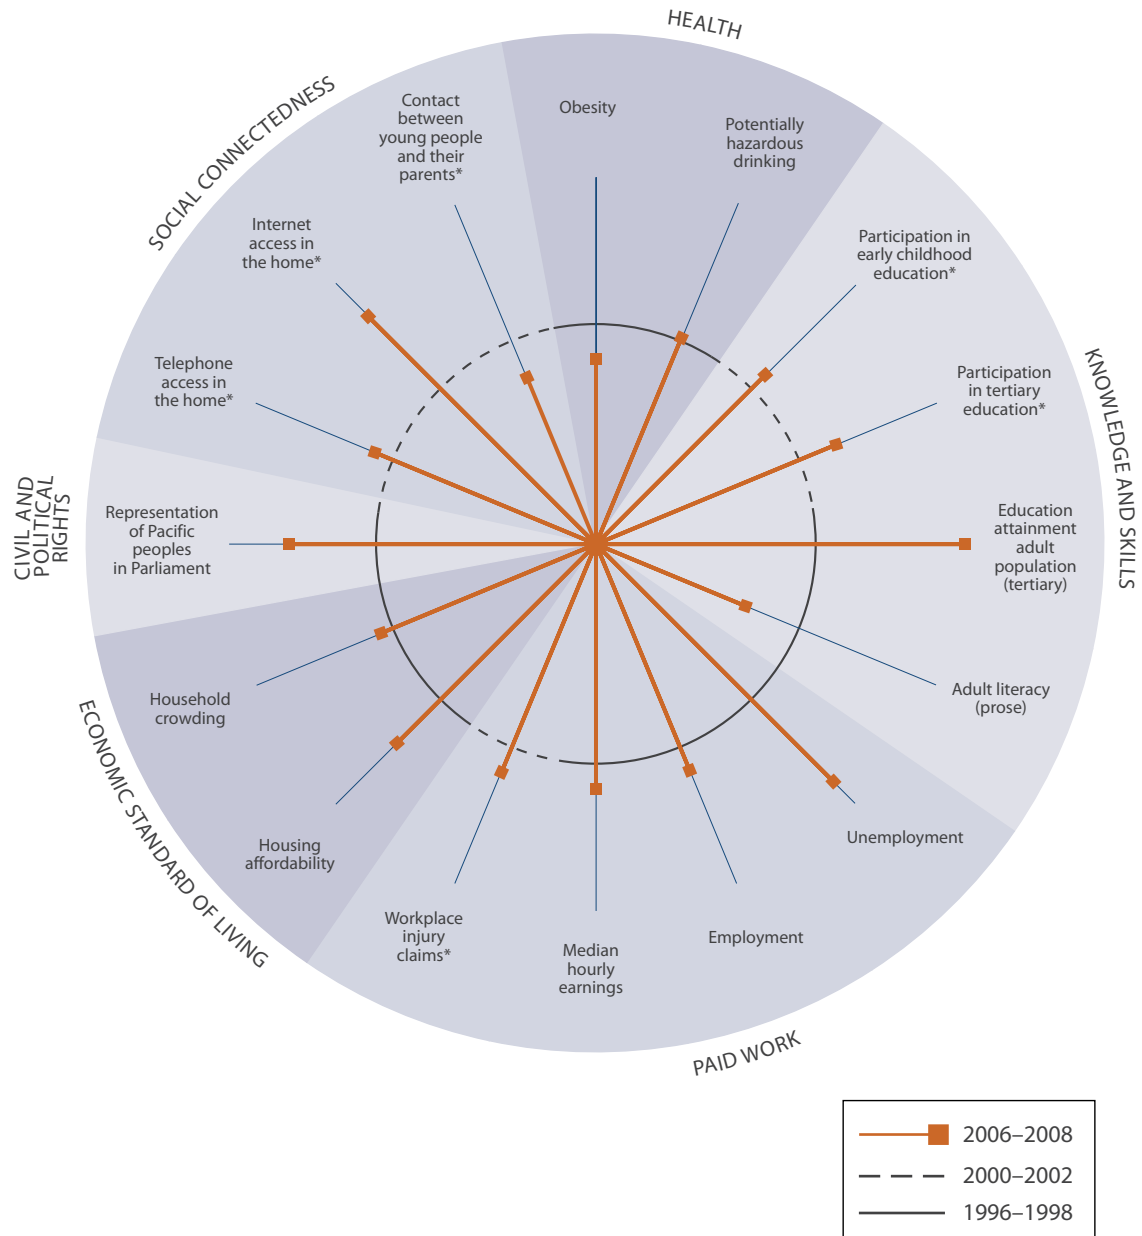 HEALTH
Obesity
Potentially
hazardous
drinking
Contact
between
young people
and their
parents*
SOCIAL CONNECTEDNESS
Internet
access in
the home*
Telephone
access in
the home*
Participation in
early childhood
education*
Participation
in tertiary
education*
KNOWLEDGE AND SKILLS
Education
attainment
adult
population
(tertiary)
Adult literacy
(prose)
CIVIL AND
POLITICAL
RIGHTS
Representation
of Pacific
peoples
in Parliament
Household
crowding
ECONOMIC STANDARD OF LIVING
Housing
affordability
Workplace
injury
claims*
Median
hourly
earnings
Employment
Unemployment
PAID WORK
2006–2008
2000–2002
1996–1998